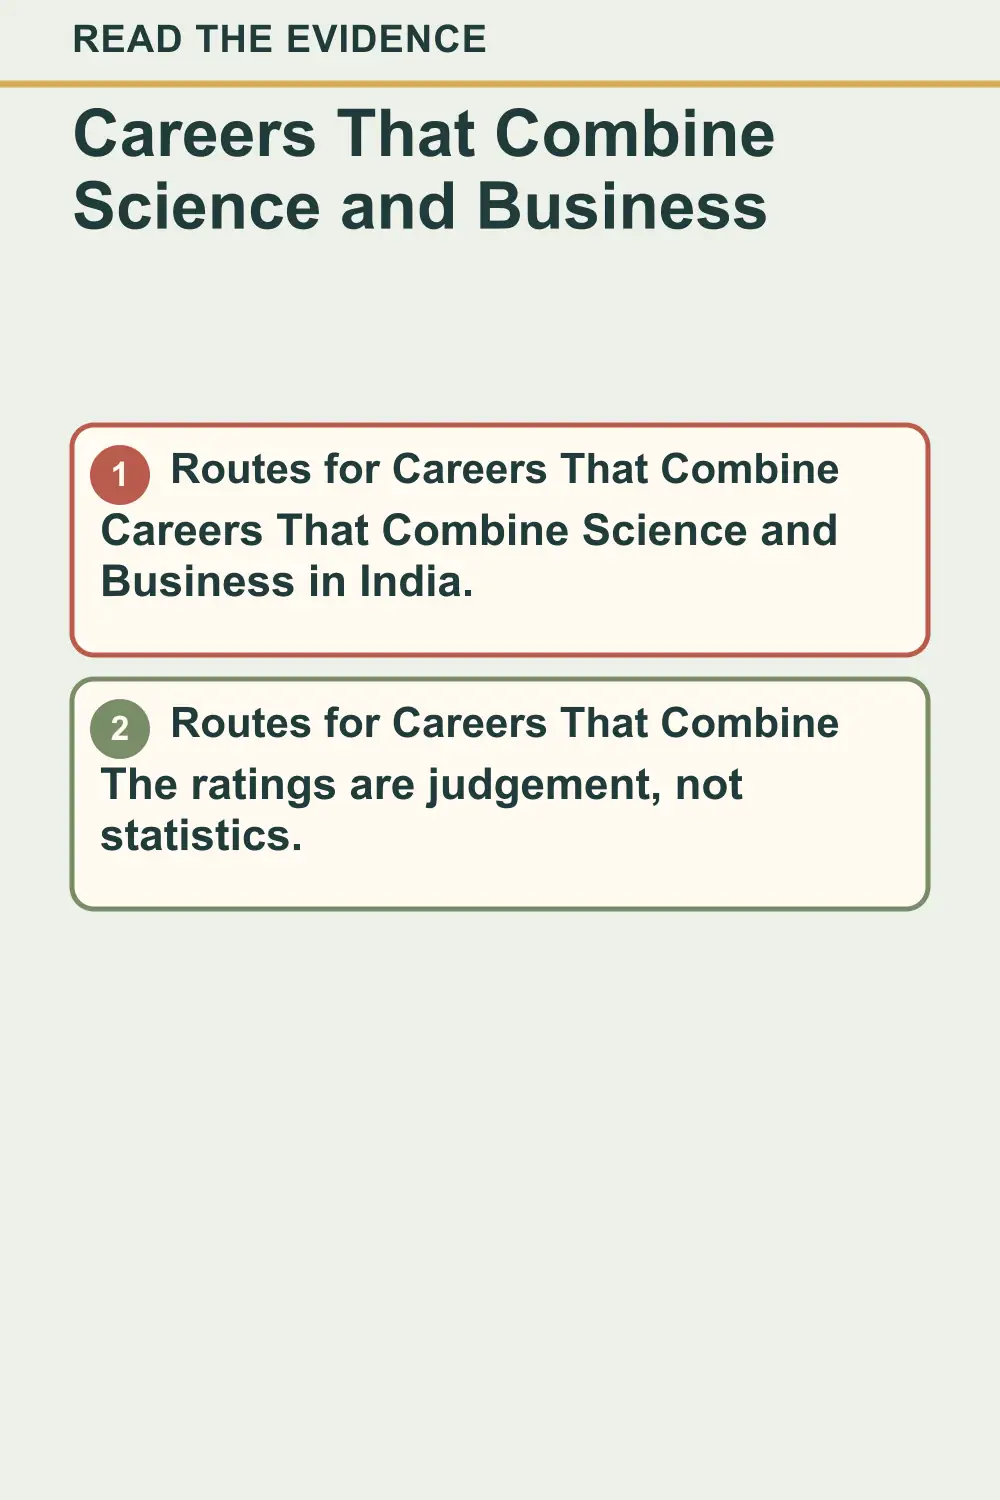 READ THE EVIDENCE
Careers That Combine
Science and Business
1 Routes for Careers That Combine
Careers That Combine Science and
Business in India.
2 Routes for Careers That Combine
The ratings are judgement, not
statistics.